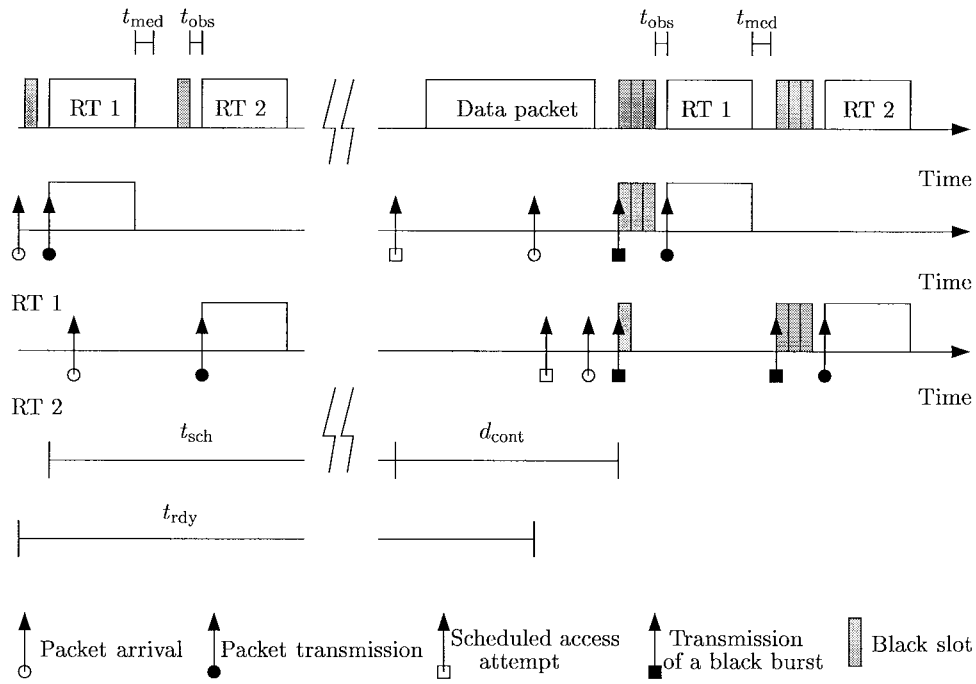 t_med t_obs t_obs t_med
RT 1 RT 2 Data packet RT 1 RT 2
Time
Time
RT 1
Time
RT 2
t_sch d_cont
t_rdy
Packet arrival
Packet transmission
Scheduled access
attempt
Transmission
of a black burst
Black slot